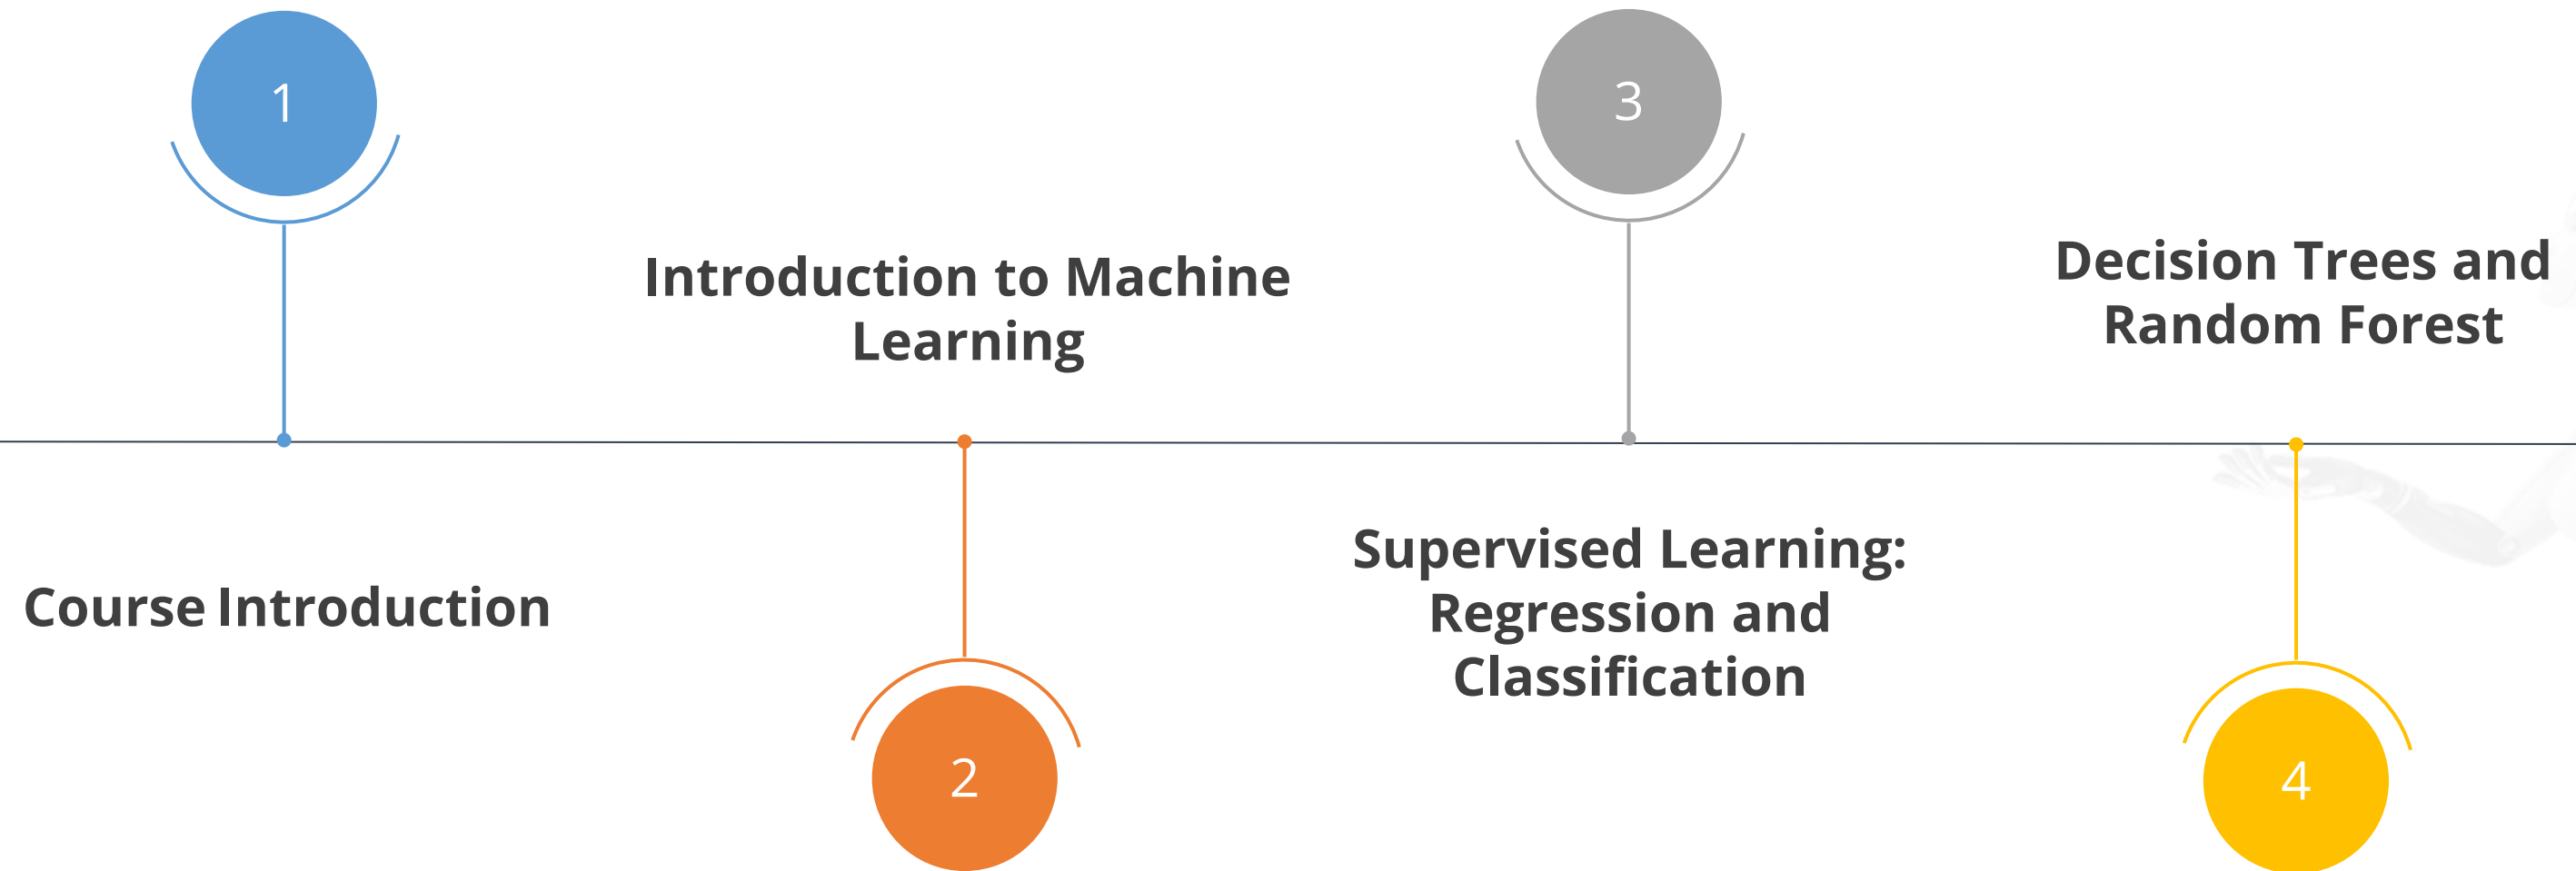 1
Course Introduction
Introduction to Machine
Learning
2
3
Supervised Learning:
Regression and
Classification
Decision Trees and
Random Forest
4